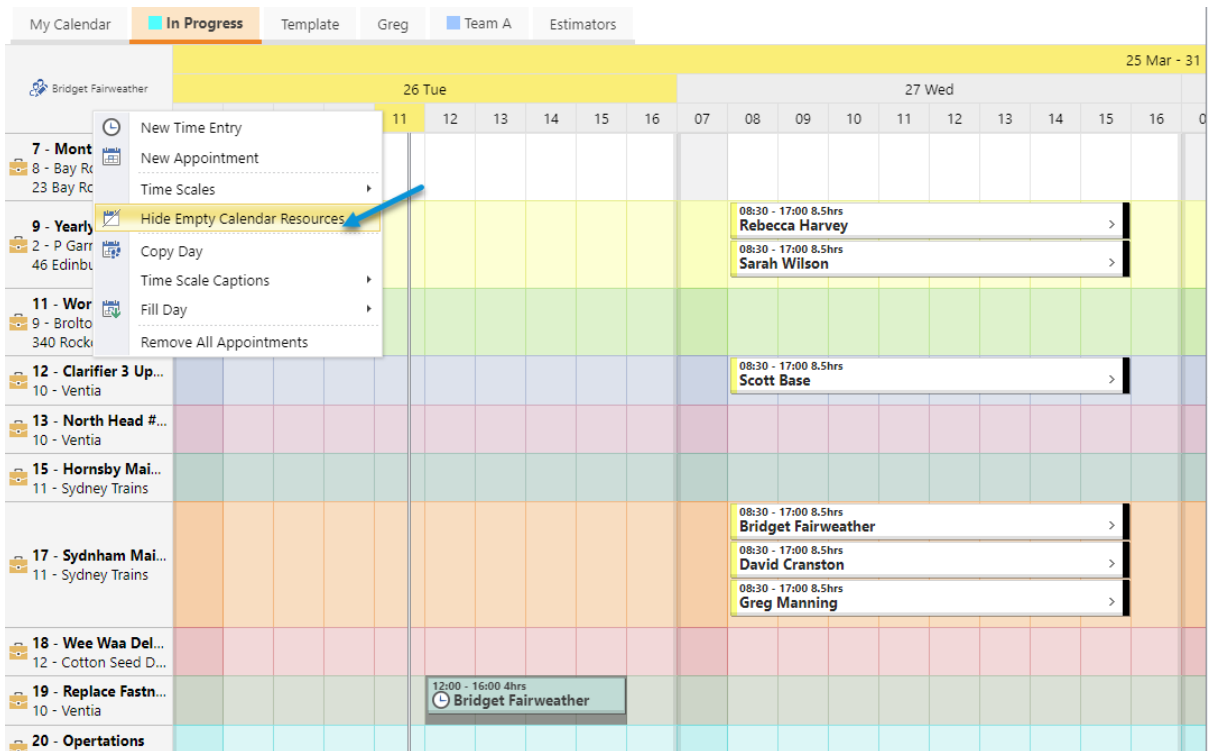 My Calendar In Progress Template Greg Team A Estimators
25 Mar - 31
Bridget Fairweather
26 Tue 27 Wed
11 12 13 14 15 16 07 08 09 10 11 12 13 14 15 16 0
New Time Entry
New Appointment
Time Scales
Hide Empty Calendar Resources
Copy Day
Time Scale Captions
Fill Day
Remove All Appointments
7 - Mont
8 - Bay Ro
23 Bay Ro
9 - Yearly
2 - P Garr
46 Edinbu
08:30 - 17:00 8.5hrs
Rebecca Harvey
08:30 - 17:00 8.5hrs
Sarah Wilson
11 - Wor
9 - Brolto
340 Rock
12 - Clarifier 3 Up...
10 - Ventia
08:30 - 17:00 8.5hrs
Scott Base
13 - North Head #...
10 - Ventia
15 - Hornsby Mai...
11 - Sydney Trains
17 - Sydnham Mai...
11 - Sydney Trains
08:30 - 17:00 8.5hrs
Bridget Fairweather
08:30 - 17:00 8.5hrs
David Cranston
08:30 - 17:00 8.5hrs
Greg Manning
18 - Wee Waa Del...
12 - Cotton Seed D...
19 - Replace Fastn...
10 - Ventia
12:00 - 16:00 4hrs
Bridget Fairweather
20 - Opertations